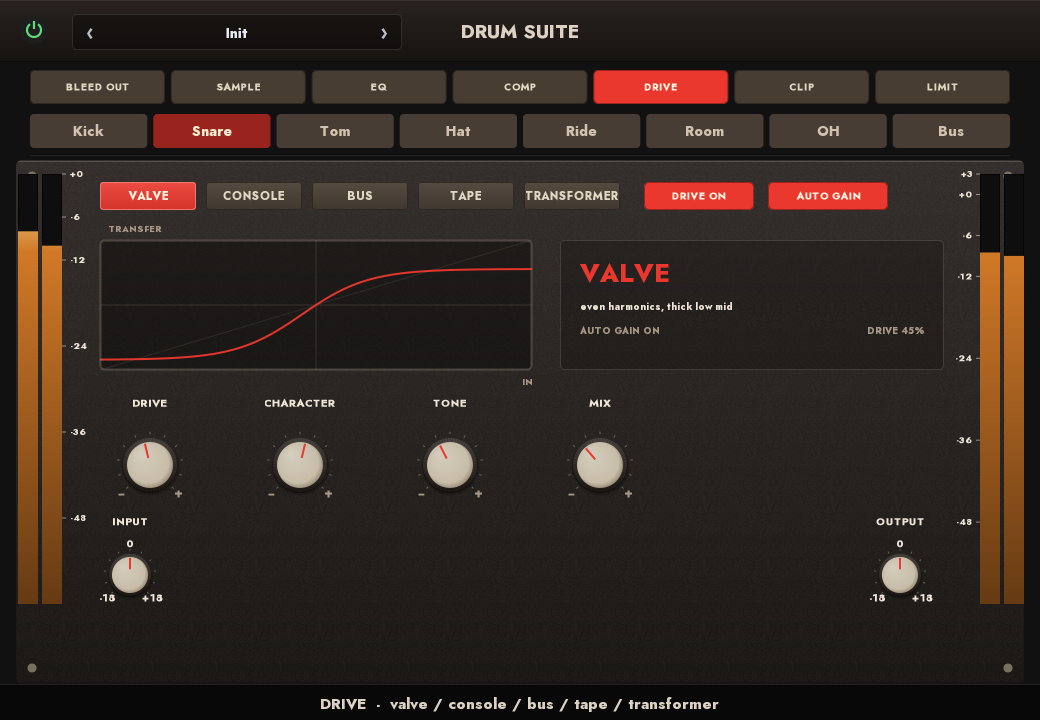 ‹ Init › DRUM SUITE
BLEED OUT SAMPLE EQ COMP DRIVE CLIP LIMIT
Kick Snare Tom Hat Ride Room OH Bus
VALVE CONSOLE BUS TAPE TRANSFORMER DRIVE ON AUTO GAIN
TRANSFER
VALVE
even harmonics, thick low mid
AUTO GAIN ON DRIVE 45%
IN
+0
-6
-12
-24
-36
-48
+3
+0
-6
-12
-24
-36
-48
DRIVE CHARACTER TONE MIX
– + – + – + – +
INPUT OUTPUT
0 0
-18 +18 -18 +18
DRIVE - valve / console / bus / tape / transformer